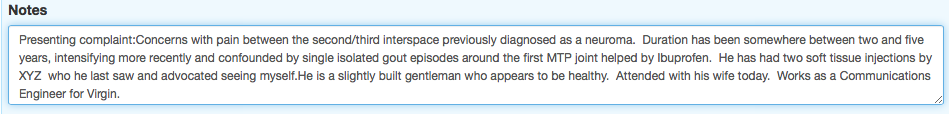 Notes
Presenting complaint:Concerns with pain between the second/third interspace previously diagnosed as a neuroma.  Duration has been somewhere between two and five
years, intensifying more recently and confounded by single isolated gout episodes around the first MTP joint helped by Ibuprofen.  He has had two soft tissue injections by
XYZ  who he last saw and advocated seeing myself.He is a slightly built gentleman who appears to be healthy.  Attended with his wife today.  Works as a Communications
Engineer for Virgin.